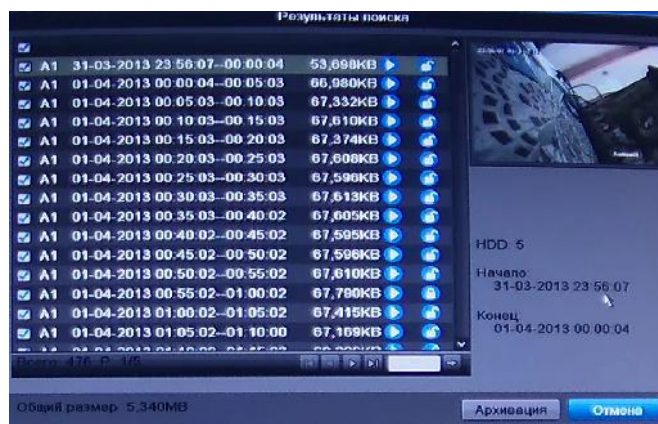 Результаты поиска
A1 31-03-2013 23:56:07--00:00:04 53,698KB
A1 01-04-2013 00:00:04--00:05:03 66,980KB
A1 01-04-2013 00:05:03--00:10:03 67,332KB
A1 01-04-2013 00:10:03--00:15:03 67,610KB
A1 01-04-2013 00:15:03--00:20:03 67,374KB
A1 01-04-2013 00:20:03--00:25:03 67,608KB
A1 01-04-2013 00:25:03--00:30:03 67,596KB
A1 01-04-2013 00:30:03--00:35:03 67,613KB
A1 01-04-2013 00:35:03--00:40:02 67,605KB
A1 01-04-2013 00:40:02--00:45:02 67,595KB
A1 01-04-2013 00:45:02--00:50:02 67,596KB
A1 01-04-2013 00:50:02--00:55:02 67,610KB
A1 01-04-2013 00:55:02--01:00:02 67,780KB
A1 01-04-2013 01:00:02--01:05:02 67,415KB
A1 01-04-2013 01:05:02--01:10:00 67,169KB
Всего: 476 P: 1/5
HDD: 5
Начало:
31-03-2013 23:56:07
Конец:
01-04-2013 00:00:04
Общий размер: 5,340MB
Архивация
Отмена